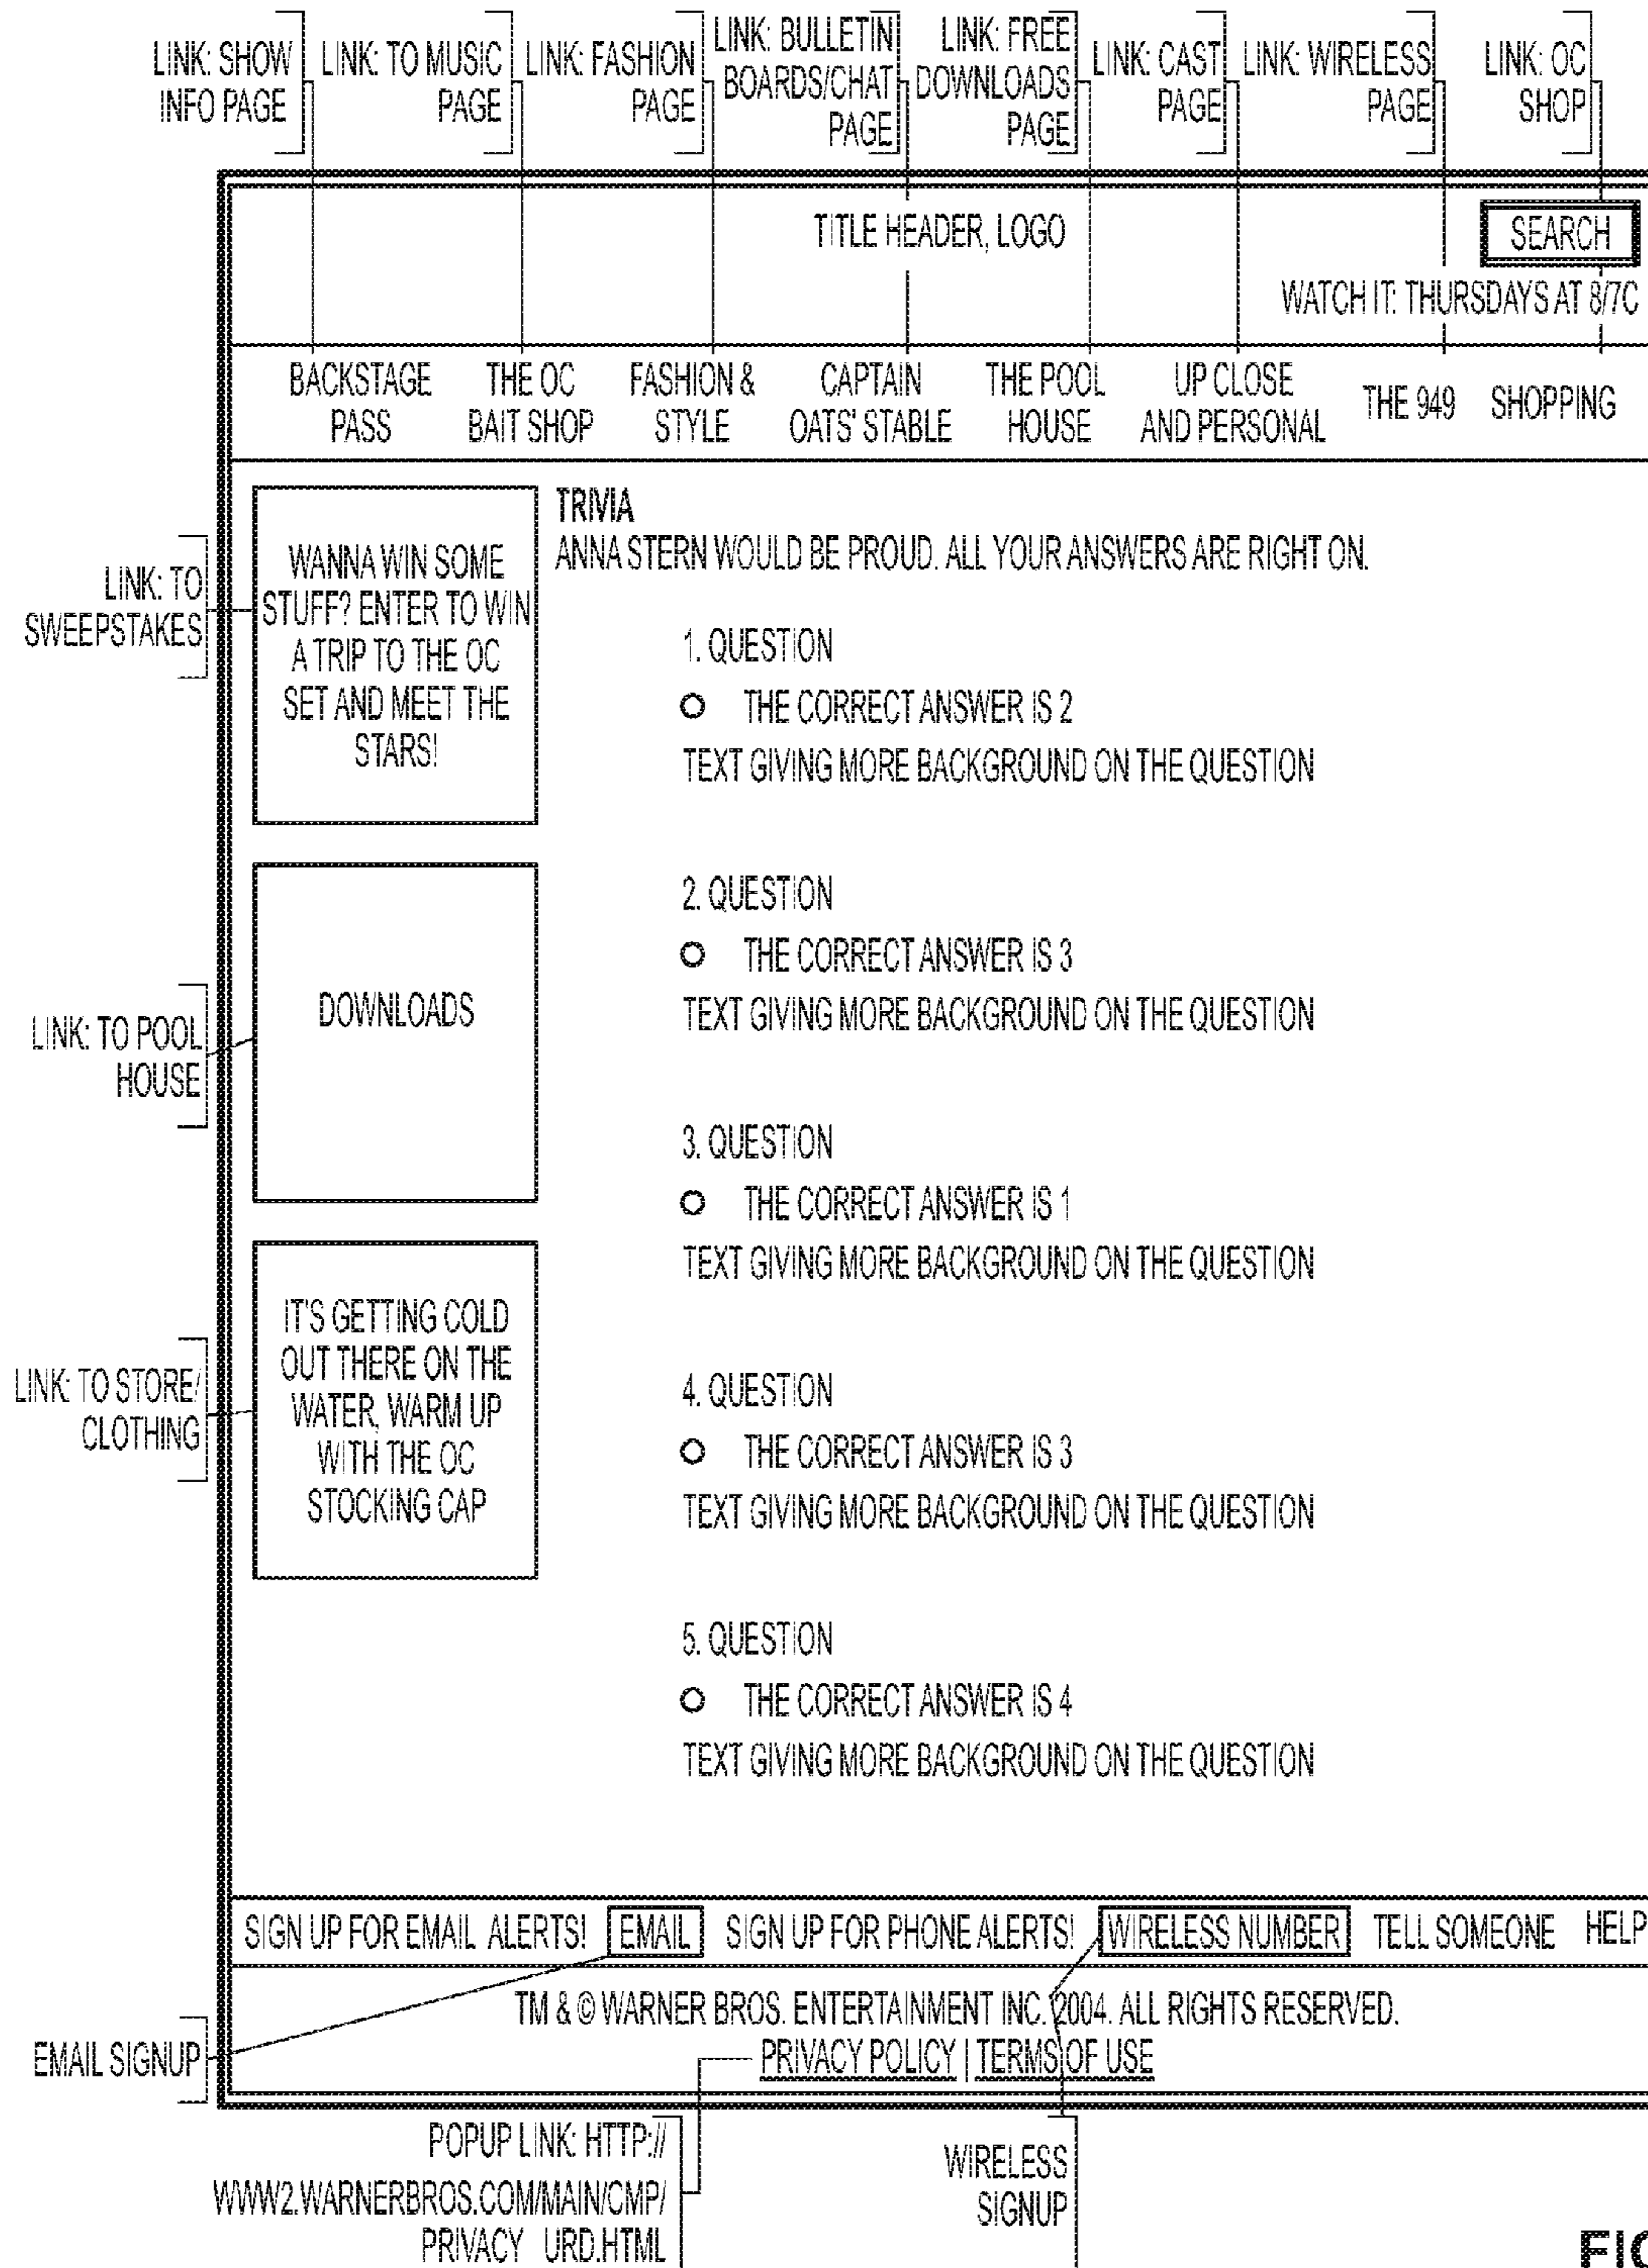 LINK: SHOW
INFO PAGE
LINK: TO MUSIC
PAGE
LINK: FASHION
PAGE
LINK: BULLETIN
BOARDS/CHAT
PAGE
LINK: FREE
DOWNLOADS
PAGE
LINK: CAST
PAGE
LINK: WIRELESS
PAGE
LINK: OC
SHOP
TITLE HEADER, LOGO
SEARCH
WATCH IT: THURSDAYS AT 8/7C
BACKSTAGE
PASS
THE OC
BAIT SHOP
FASHION &
STYLE
CAPTAIN
OATS' STABLE
THE POOL
HOUSE
UP CLOSE
AND PERSONAL
THE 949
SHOPPING
LINK: TO
SWEEPSTAKES
WANNA WIN SOME
STUFF? ENTER TO WIN
A TRIP TO THE OC
SET AND MEET THE
STARS!
TRIVIA
ANNA STERN WOULD BE PROUD. ALL YOUR ANSWERS ARE RIGHT ON.
1. QUESTION
THE CORRECT ANSWER IS 2
TEXT GIVING MORE BACKGROUND ON THE QUESTION
LINK: TO POOL
HOUSE
DOWNLOADS
2. QUESTION
THE CORRECT ANSWER IS 3
TEXT GIVING MORE BACKGROUND ON THE QUESTION
3. QUESTION
THE CORRECT ANSWER IS 1
TEXT GIVING MORE BACKGROUND ON THE QUESTION
LINK: TO STORE/
CLOTHING
IT'S GETTING COLD
OUT THERE ON THE
WATER, WARM UP
WITH THE OC
STOCKING CAP
4. QUESTION
THE CORRECT ANSWER IS 3
TEXT GIVING MORE BACKGROUND ON THE QUESTION
5. QUESTION
THE CORRECT ANSWER IS 4
TEXT GIVING MORE BACKGROUND ON THE QUESTION
SIGN UP FOR EMAIL ALERTS! EMAIL SIGN UP FOR PHONE ALERTS! WIRELESS NUMBER TELL SOMEONE HELP
TM & © WARNER BROS. ENTERTAINMENT INC. 2004. ALL RIGHTS RESERVED.
PRIVACY POLICY | TERMS OF USE
EMAIL SIGNUP
POPUP LINK: HTTP://
WWW2.WARNERBROS.COM/MAIN/CMP/
PRIVACY_URD.HTML
WIRELESS
SIGNUP